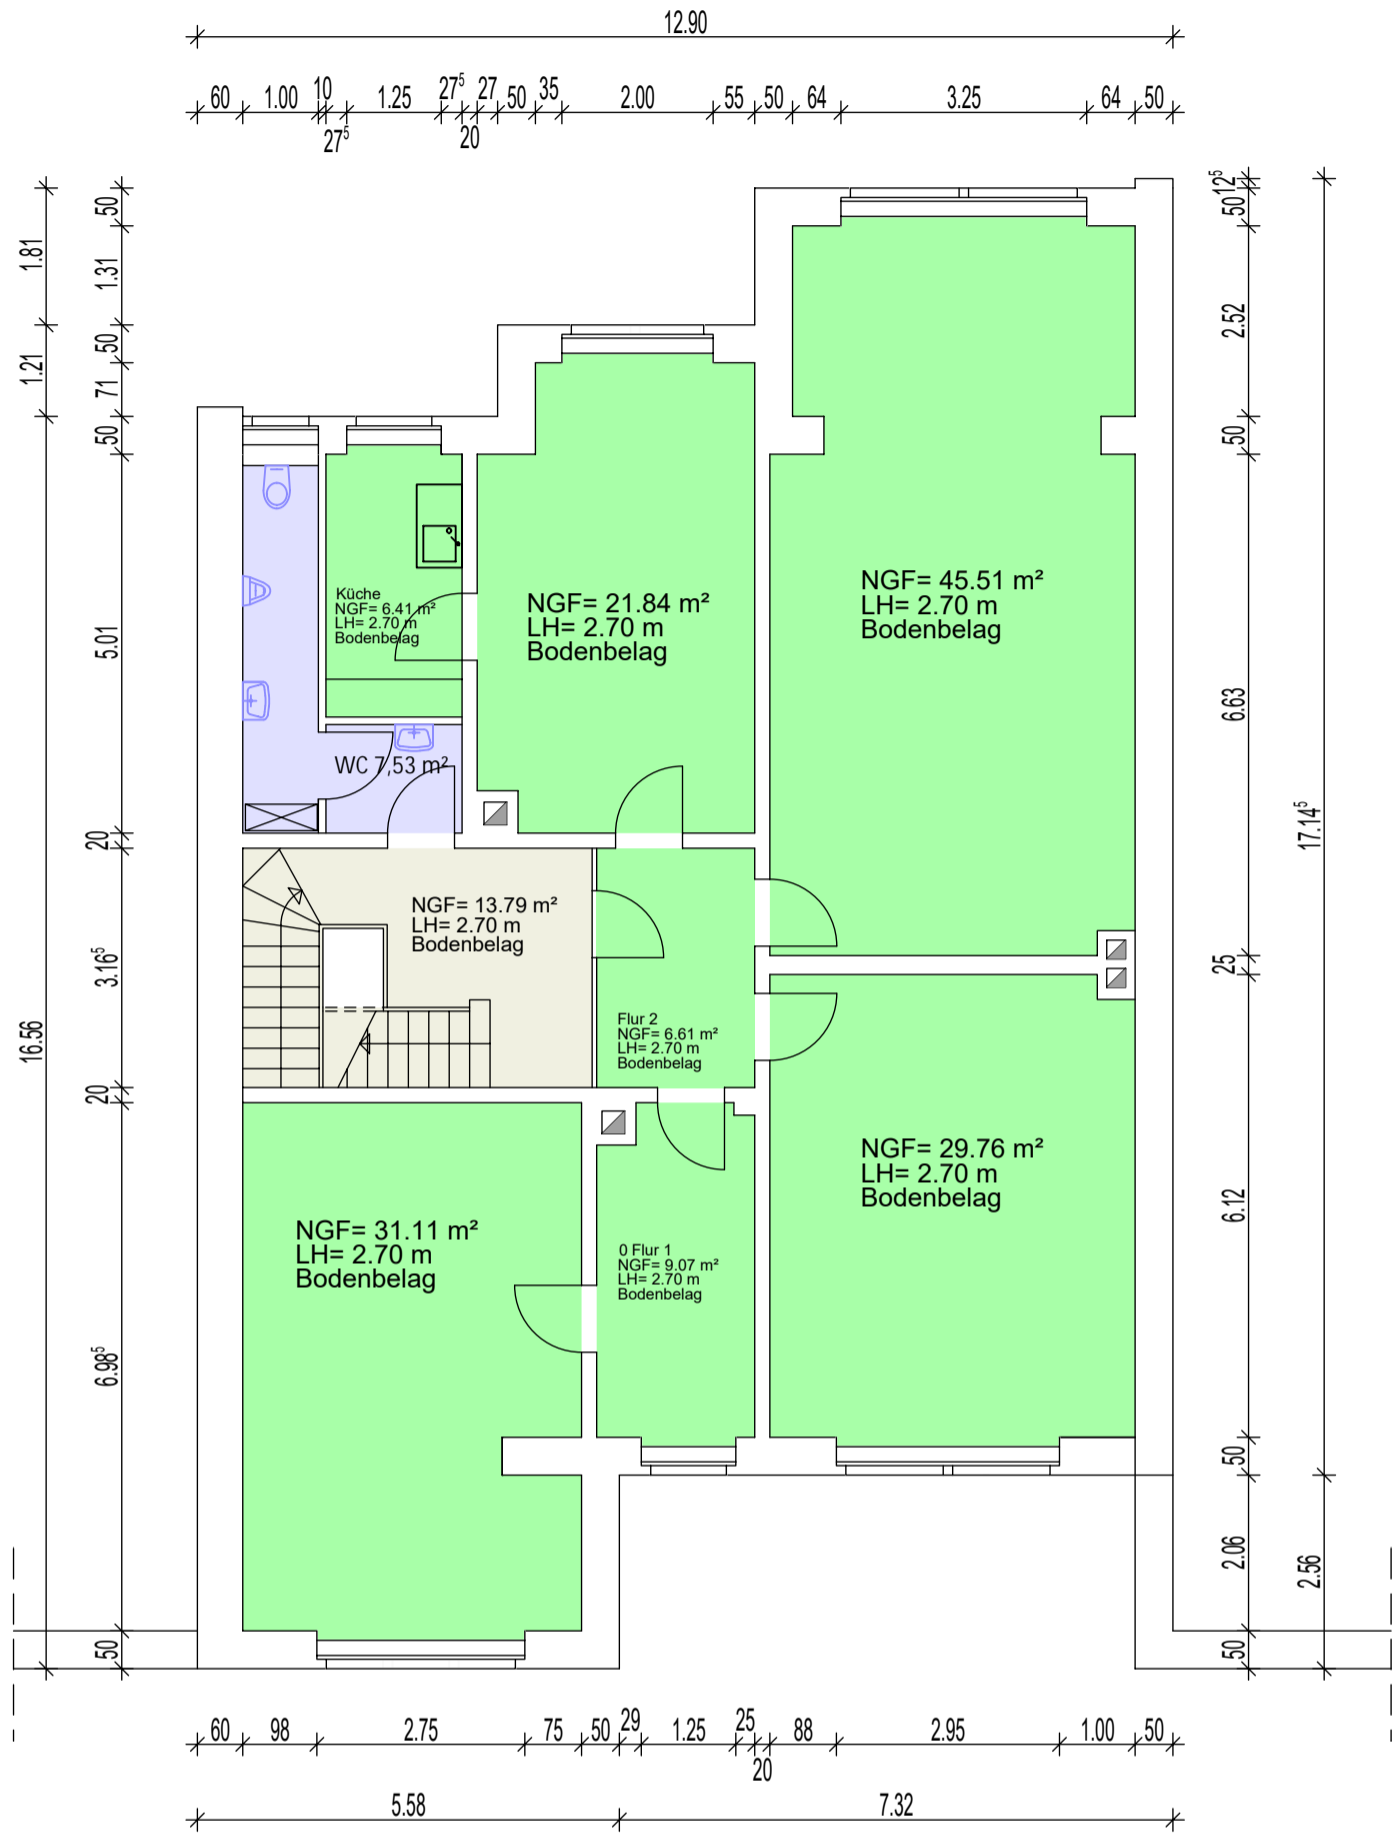 12.90
60 1.00 10 27⁵ 1.25 27⁵ 20 27 50 35 2.00 55 50 64 3.25 64 50
1.81
1.21
16.56
50
1.31
50
71
50
5.01
20
3.16⁵
20
6.98⁵
50
12⁵
50
2.52
50
6.63
25
6.12
50
2.06
50
17.14⁵
2.56
NGF= 45.51 m²
LH= 2.70 m
Bodenbelag
Küche
NGF= 6.41 m²
LH= 2.70 m
Bodenbelag
NGF= 21.84 m²
LH= 2.70 m
Bodenbelag
WC 7,53 m²
NGF= 13.79 m²
LH= 2.70 m
Bodenbelag
Flur 2
NGF= 6.61 m²
LH= 2.70 m
Bodenbelag
NGF= 29.76 m²
LH= 2.70 m
Bodenbelag
NGF= 31.11 m²
LH= 2.70 m
Bodenbelag
0 Flur 1
NGF= 9.07 m²
LH= 2.70 m
Bodenbelag
60 98 2.75 75 50 29 1.25 25 20 88 2.95 1.00 50
5.58 7.32